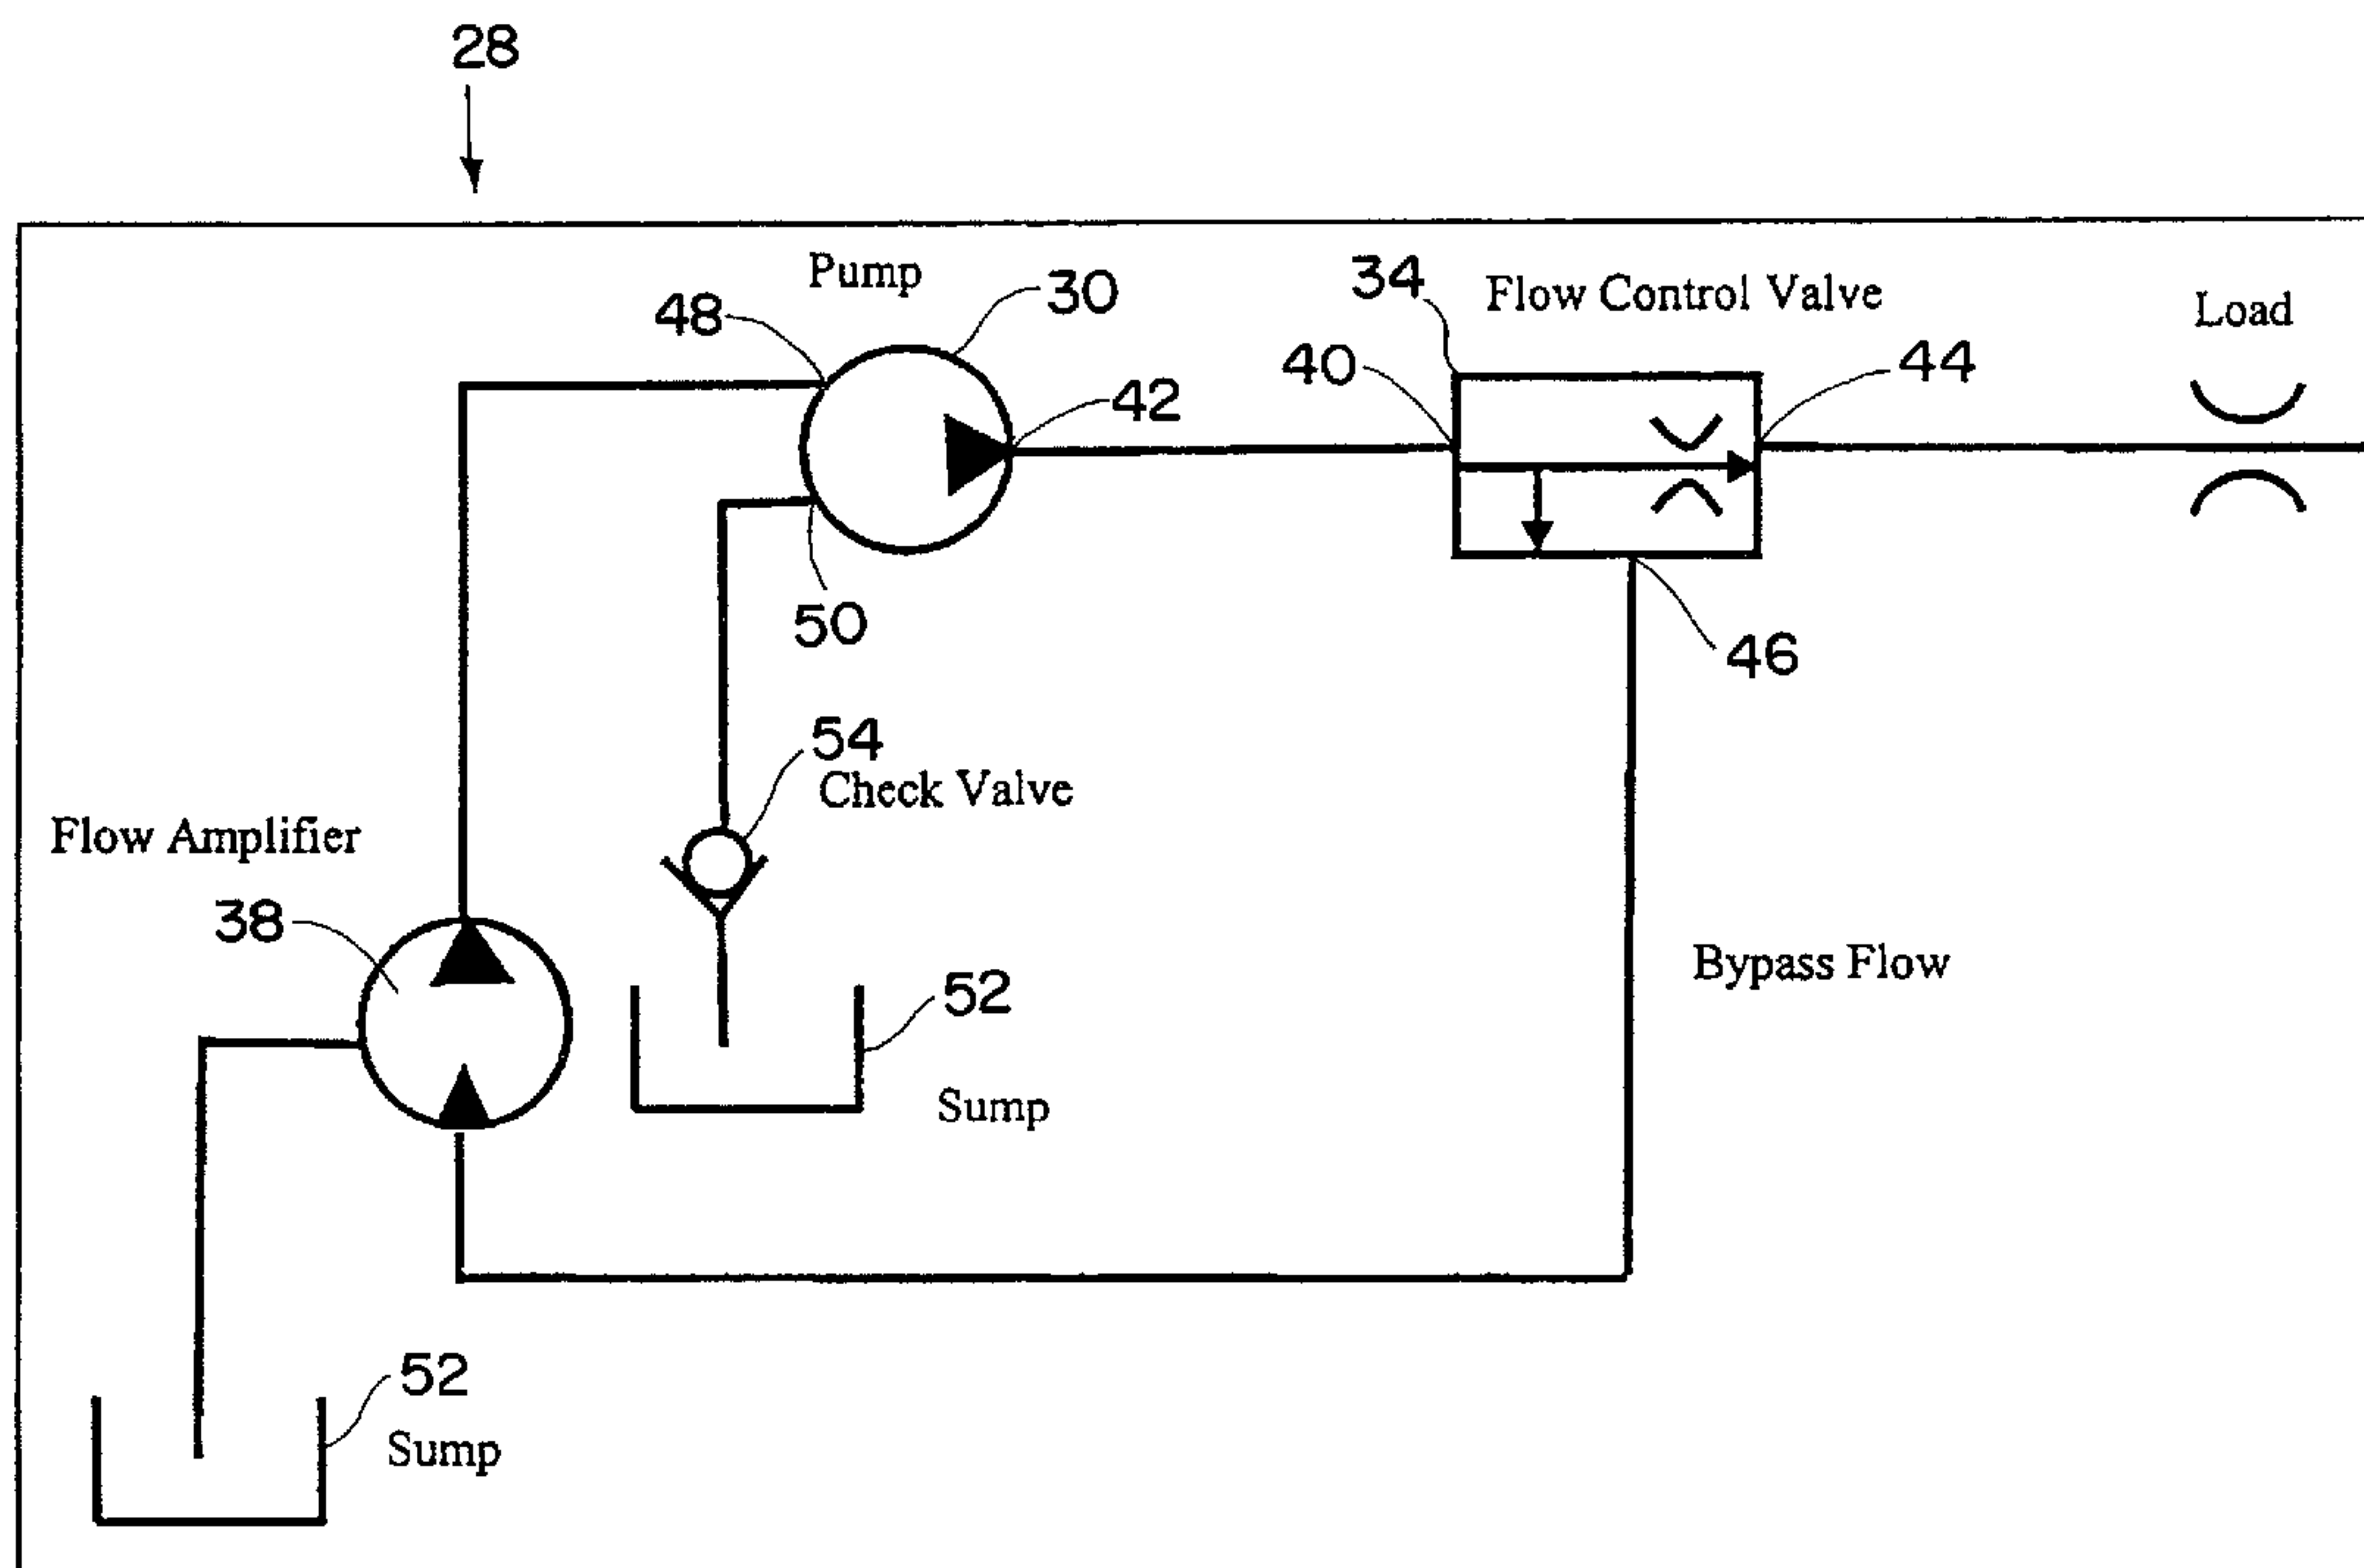 28
Pump
30
48
34
Flow Control Valve
Load
40
44
42
50
46
54
Check Valve
Flow Amplifier
38
52
Bypass Flow
Sump
52
Sump